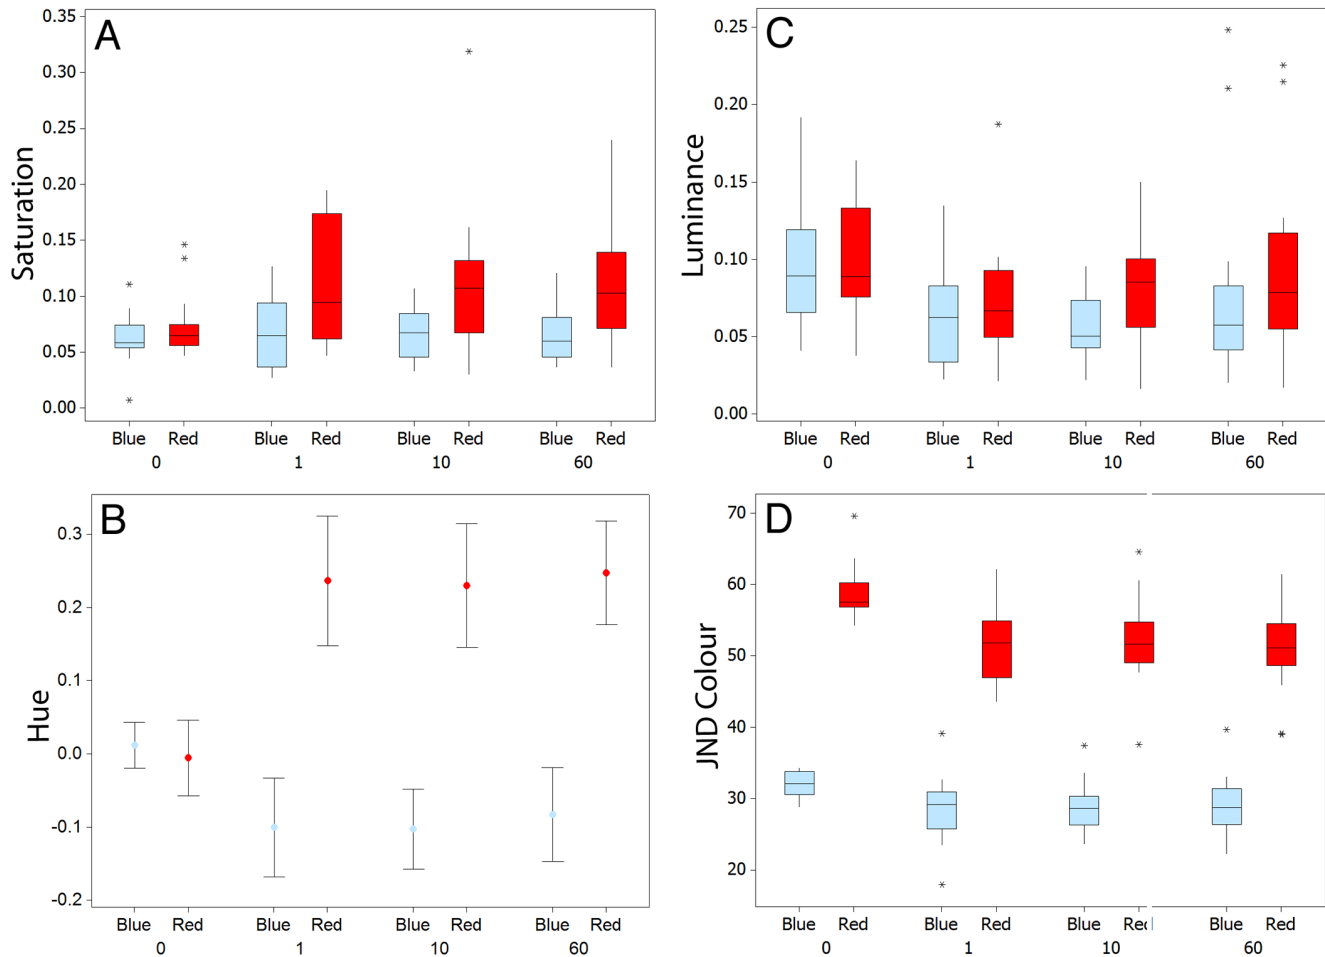 A
Saturation
0.35
0.30
0.25
0.20
0.15
0.10
0.05
0.00
Blue Red Blue Red Blue Red Blue Red
0 1 10 60
C
Luminance
0.25
0.20
0.15
0.10
0.05
0.00
Blue Red Blue Red Blue Red Blue Red
0 1 10 60
B
Hue
0.3
0.2
0.1
0.0
-0.1
-0.2
Blue Red Blue Red Blue Red Blue Red
0 1 10 60
D
JND Colour
70
60
50
40
30
20
Blue Red Blue Red Blue Red Blue Red
0 1 10 60